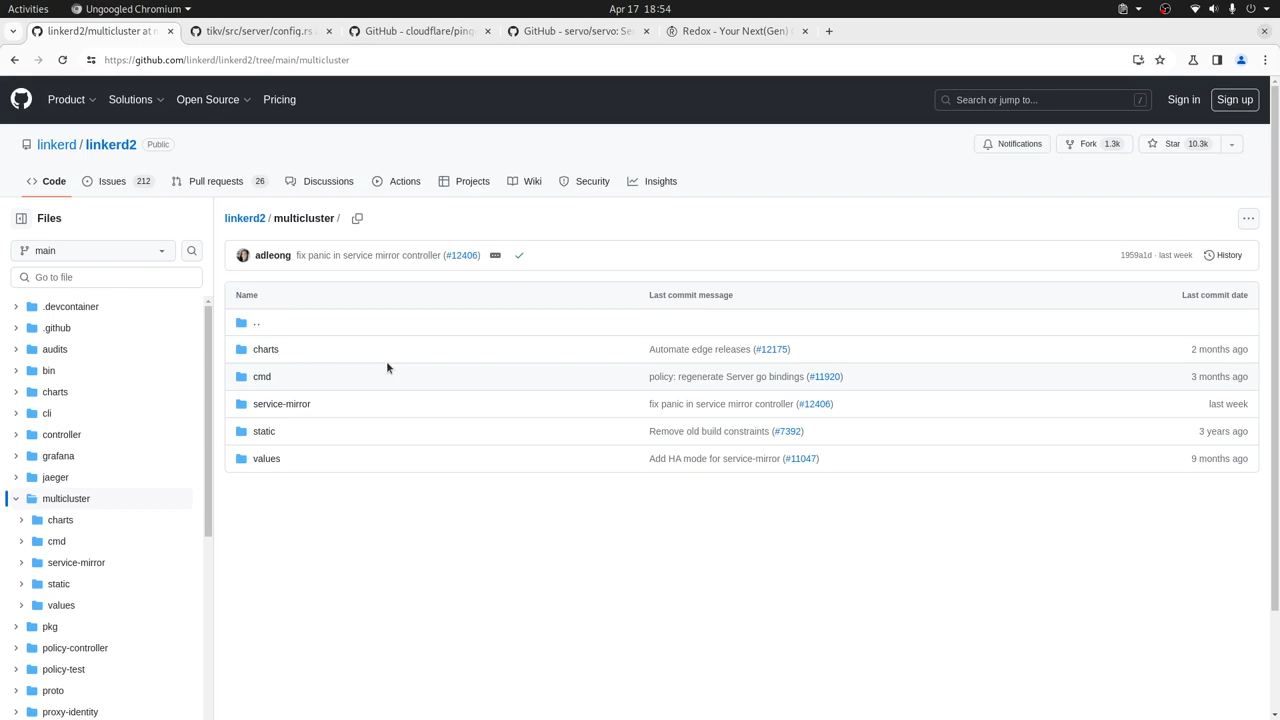 Activities
Ungoogled Chromium
Apr 17 18:54
linkerd2/multicluster at m
tikv/src/server/config.rs a
GitHub - cloudflare/ping
GitHub - servo/servo: Se
Redox - Your Next(Gen) O
https://github.com/linkerd/linkerd2/tree/main/multicluster
Product
Solutions
Open Source
Pricing
Search or jump to...
/
Sign in
Sign up
linkerd / linkerd2
Public
Notifications
Fork 1.3k
Star 10.3k
Code
Issues 212
Pull requests 26
Discussions
Actions
Projects
Wiki
Security
Insights
Files
main
Go to file
.devcontainer
.github
audits
bin
charts
cli
controller
grafana
jaeger
multicluster
charts
cmd
service-mirror
static
values
pkg
policy-controller
policy-test
proto
proxy-identity
linkerd2 / multicluster /
adleong fix panic in service mirror controller (#12406)
1959a1d · last week
History
Name Last commit message Last commit date
..
charts Automate edge releases (#12175) 2 months ago
cmd policy: regenerate Server go bindings (#11920) 3 months ago
service-mirror fix panic in service mirror controller (#12406) last week
static Remove old build constraints (#7392) 3 years ago
values Add HA mode for service-mirror (#11047) 9 months ago